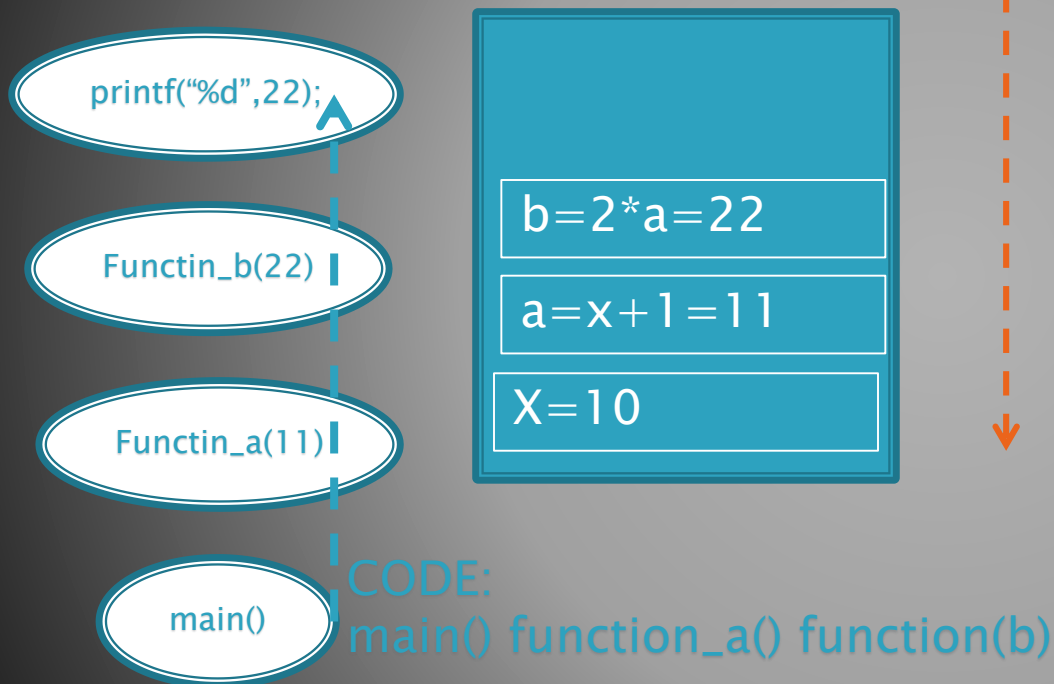 printf(“%d”,22);
Functin_b(22)
Functin_a(11)
main()
b=2*a=22
a=x+1=11
X=10
CODE:
main() function_a() function(b)